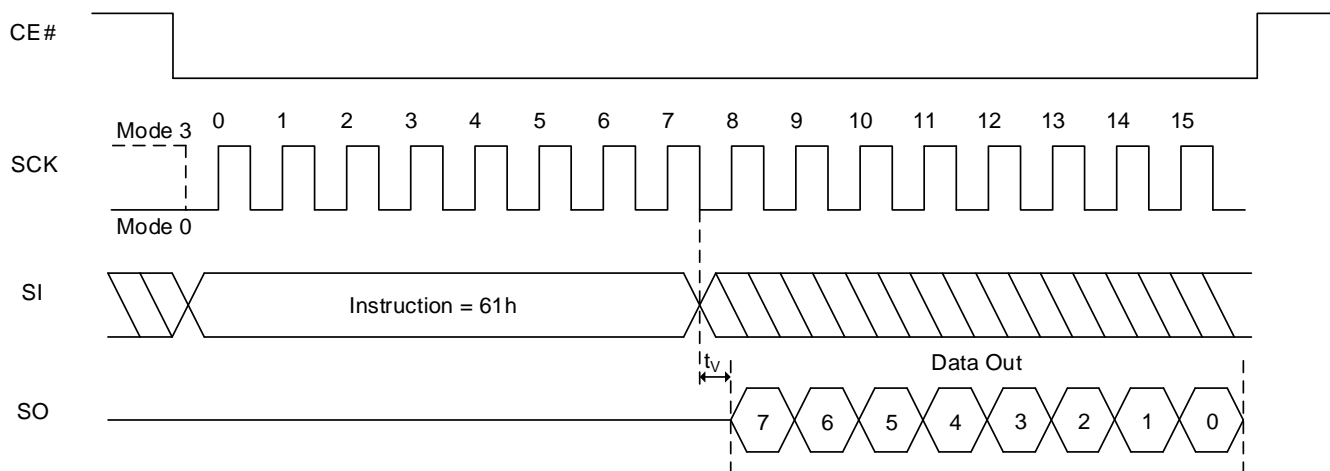 CE#
Mode 3
0 1 2 3 4 5 6 7 8 9 10 11 12 13 14 15
SCK
Mode 0
SI
Instruction = 61h
tV
Data Out
SO
7 6 5 4 3 2 1 0